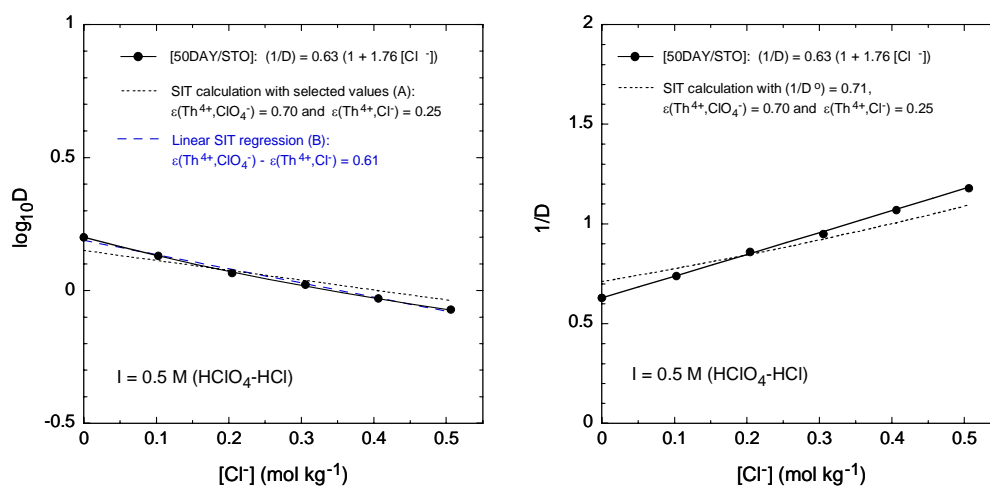 1
[50DAY/STO]: (1/D) = 0.63 (1 + 1.76 [Cl⁻])
SIT calculation with selected values (A):
ε(Th⁴⁺,ClO₄⁻) = 0.70 and ε(Th⁴⁺,Cl⁻) = 0.25
Linear SIT regression (B):
ε(Th⁴⁺,ClO₄⁻) - ε(Th⁴⁺,Cl⁻) = 0.61
0.5
log₁₀D
0
I = 0.5 M (HClO₄-HCl)
-0.5
0 0.1 0.2 0.3 0.4 0.5
[Cl⁻] (mol kg⁻¹)
2
[50DAY/STO]: (1/D) = 0.63 (1 + 1.76 [Cl⁻])
SIT calculation with (1/D°) = 0.71,
ε(Th⁴⁺,ClO₄⁻) = 0.70 and ε(Th⁴⁺,Cl⁻) = 0.25
1.5
1/D
1
0.5
I = 0.5 M (HClO₄-HCl)
0
0 0.1 0.2 0.3 0.4 0.5
[Cl⁻] (mol kg⁻¹)